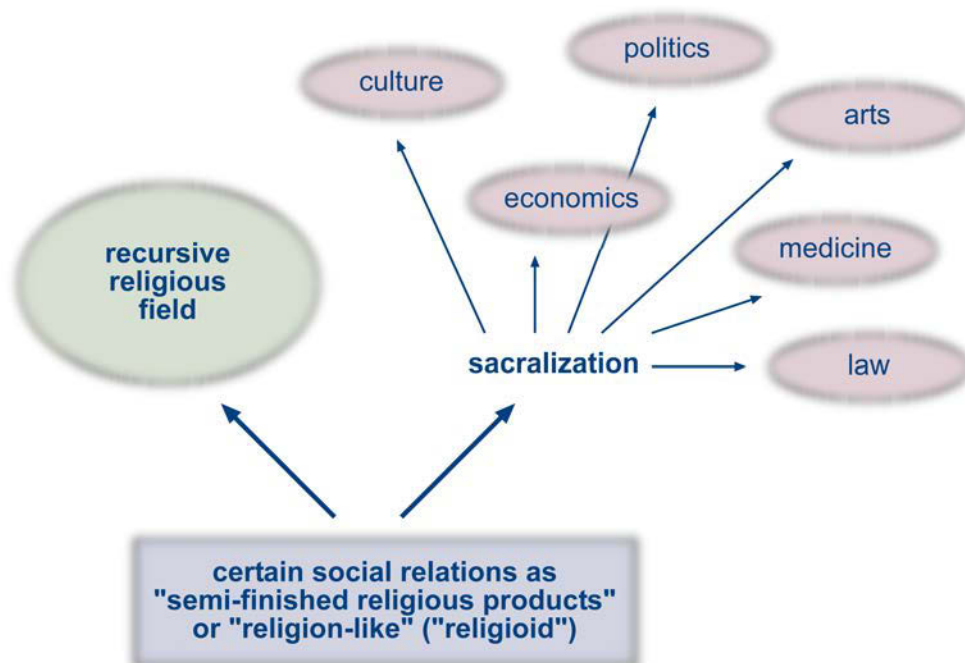 politics
culture
arts
economics
recursive
religious
field
medicine
sacralization
law
certain social relations as
"semi-finished religious products"
or "religion-like" ("religioid")